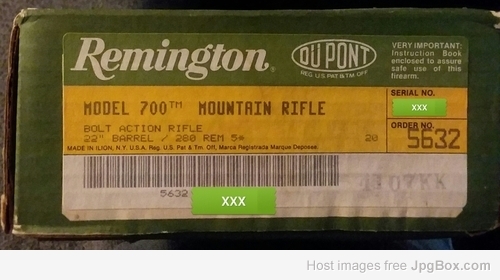 Remington®
DU PONT
REG. U.S. PAT & TM. OFF.
VERY IMPORTANT:
Instruction Book
enclosed to assure
safe use of this
firearm.
SERIAL NO.
xxx
MODEL 700™ MOUNTAIN RIFLE
ORDER NO.
5632
BOLT ACTION RIFLE
22" BARREL / 280 REM 5* 20
MADE IN ILION, N.Y. U.S.A. Reg. U.S. Pat & Tm. Off., Marca Registrada Marque Deposee.
5632
xxx
Host images free JpgBox.com